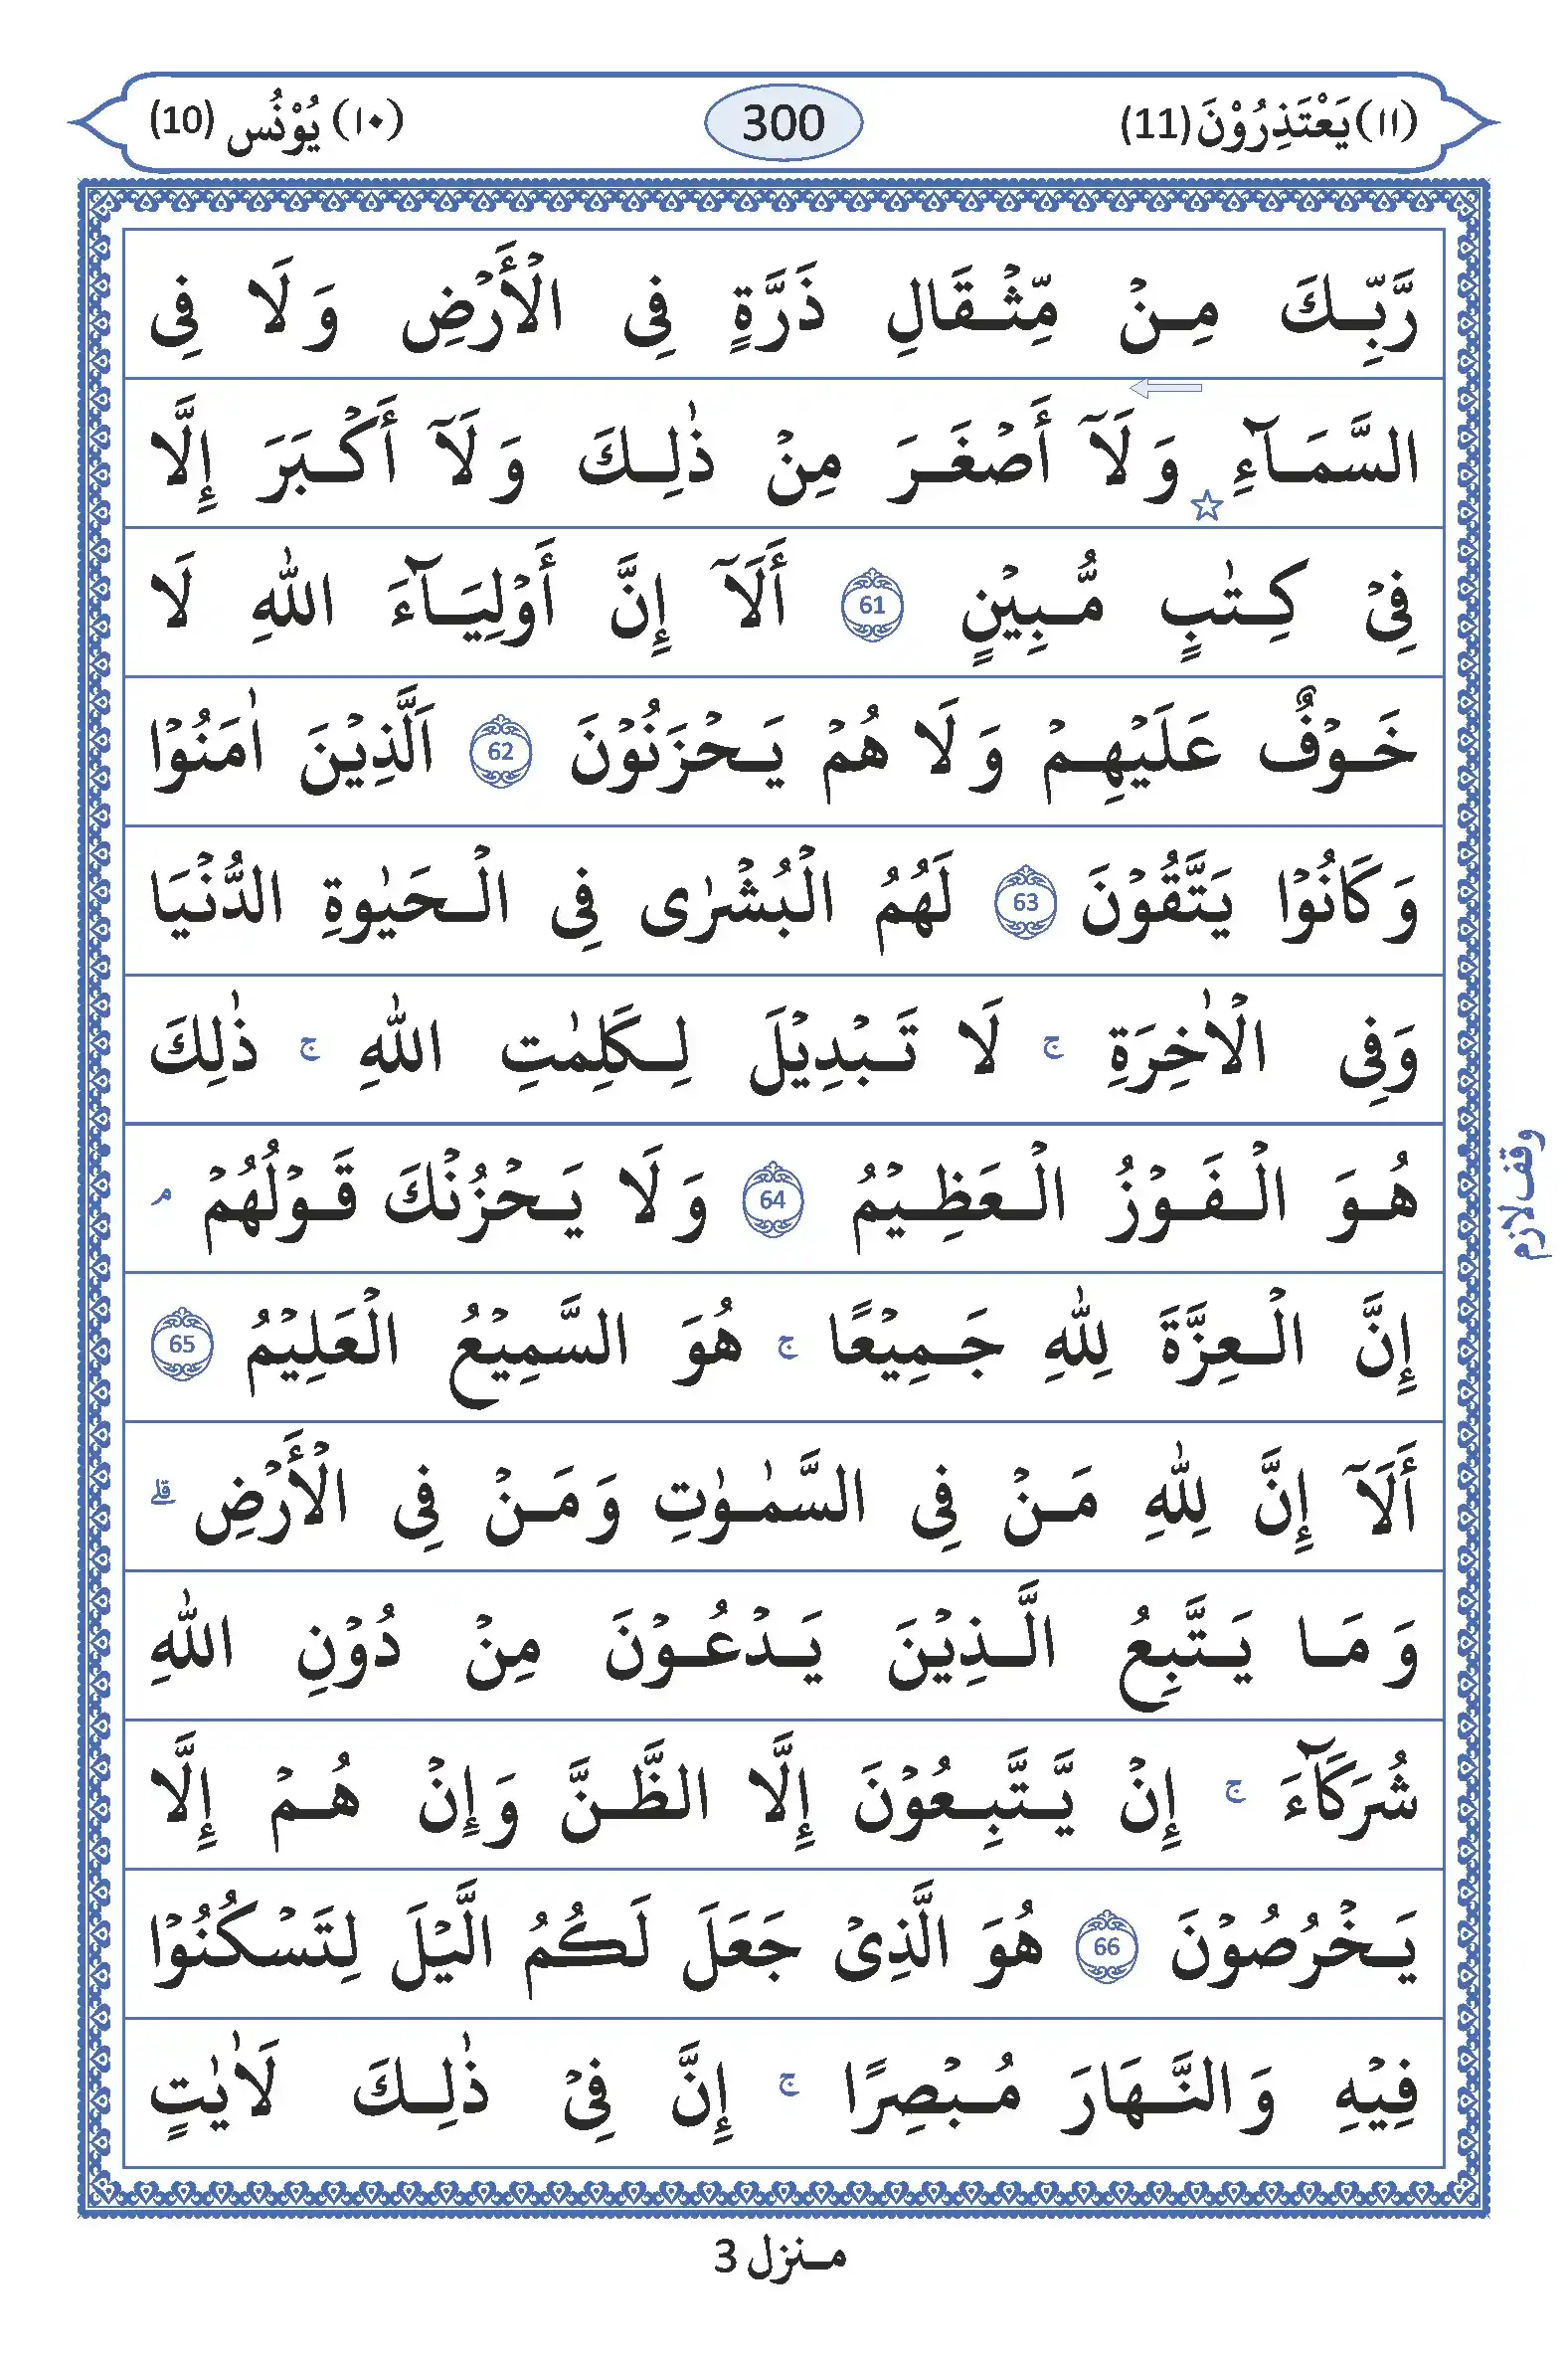 (١١) يَعْتَذِرُوْنَ (11) 300 (١٠) يُوْنُس (10)
رَّبِّكَ مِنْ مِّثْقَالِ ذَرَّةٍ فِى الْأَرْضِ وَلَا فِى
السَّمَآءِ ☆ وَلَآ أَصْغَرَ مِنْ ذٰلِكَ وَلَآ أَكْبَرَ إِلَّا
فِىْ كِتٰبٍ مُّبِيْنٍ 61 أَلَآ إِنَّ أَوْلِيَآءَ اللّٰهِ لَا
خَوْفٌ عَلَيْهِمْ وَلَا هُمْ يَحْزَنُوْنَ 62 اَلَّذِيْنَ اٰمَنُوْا
وَكَانُوْا يَتَّقُوْنَ 63 لَهُمُ الْبُشْرٰى فِى الْحَيٰوةِ الدُّنْيَا
وَفِى الْاٰخِرَةِ ج لَا تَبْدِيْلَ لِكَلِمٰتِ اللّٰهِ ج ذٰلِكَ
هُوَ الْفَوْزُ الْعَظِيْمُ 64 وَلَا يَحْزُنْكَ قَوْلُهُمْ م
وقف لازم
إِنَّ الْعِزَّةَ لِلّٰهِ جَمِيْعًا ج هُوَ السَّمِيْعُ الْعَلِيْمُ 65
أَلَآ إِنَّ لِلّٰهِ مَنْ فِى السَّمٰوٰتِ وَمَنْ فِى الْأَرْضِ قلے
وَمَا يَتَّبِعُ الَّذِيْنَ يَدْعُوْنَ مِنْ دُوْنِ اللّٰهِ
شُرَكَآءَ ج إِنْ يَّتَّبِعُوْنَ إِلَّا الظَّنَّ وَإِنْ هُمْ إِلَّا
يَخْرُصُوْنَ 66 هُوَ الَّذِىْ جَعَلَ لَكُمُ الَّيْلَ لِتَسْكُنُوْا
فِيْهِ وَالنَّهَارَ مُبْصِرًا ج إِنَّ فِىْ ذٰلِكَ لَاٰيٰتٍ
منزل 3